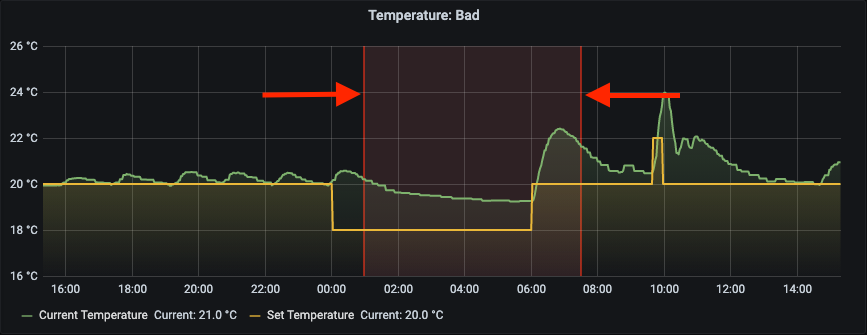 Temperature: Bad
26 °C
24 °C
22 °C
20 °C
18 °C
16 °C
16:00 18:00 20:00 22:00 00:00 02:00 04:00 06:00 08:00 10:00 12:00 14:00
Current Temperature Current: 21.0 °C Set Temperature Current: 20.0 °C